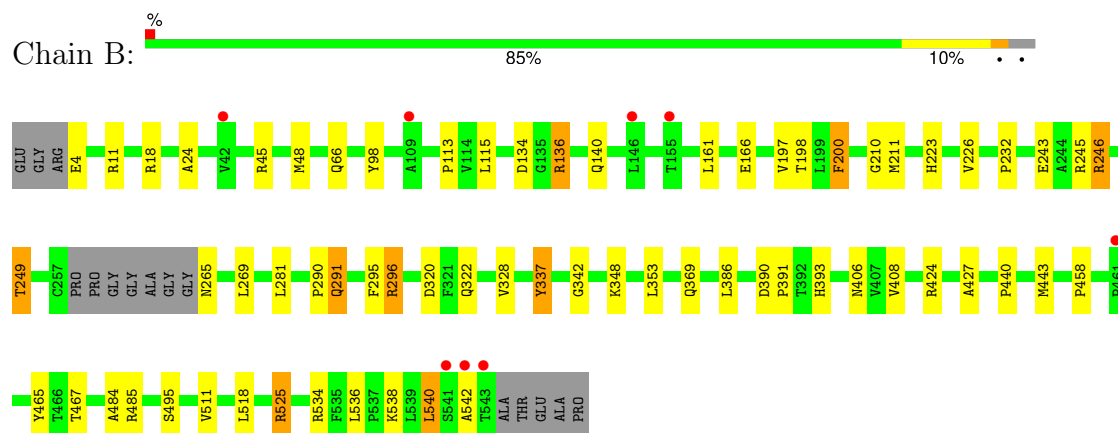 %
Chain B:
85% 10% • •
GLU GLY ARG E4 R11 R18 A24 V42 R45 M48 Q66 Y98 A109 P113 V114 L115 D134 G135 R136 Q140 L146 T155 L161 E166 V197 T198 L199 F200 G210 M211 H223 V226 P232 E243 A244 R245 R246
T249 C257 PRO PRO GLY GLY ALA GLY GLY N265 L269 L281 P290 Q291 F295 R296 D320 F321 Q322 V328 Y337 G342 K348 L353 Q369 L386 D390 P391 T392 H393 N406 V407 V408 R424 A427 P440 M443 P458 P461
Y465 T466 T467 A484 R485 S495 V511 L518 R525 R534 F535 L536 P537 K538 L539 L540 S541 A542 T543 ALA THR GLU ALA PRO